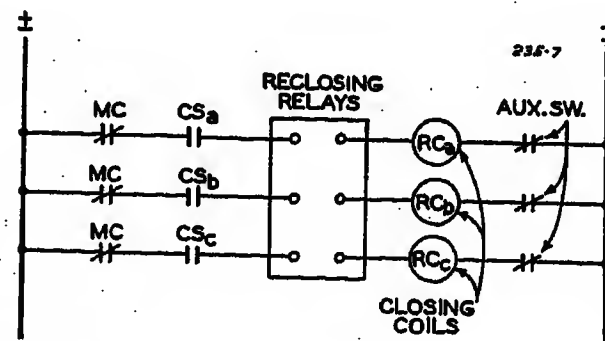 ±
235-7
RECLOSING
RELAYS
MC
CSa
AUX. SW.
RCa
MC
CSb
RCb
MC
CSc
RCc
CLOSING
COILS